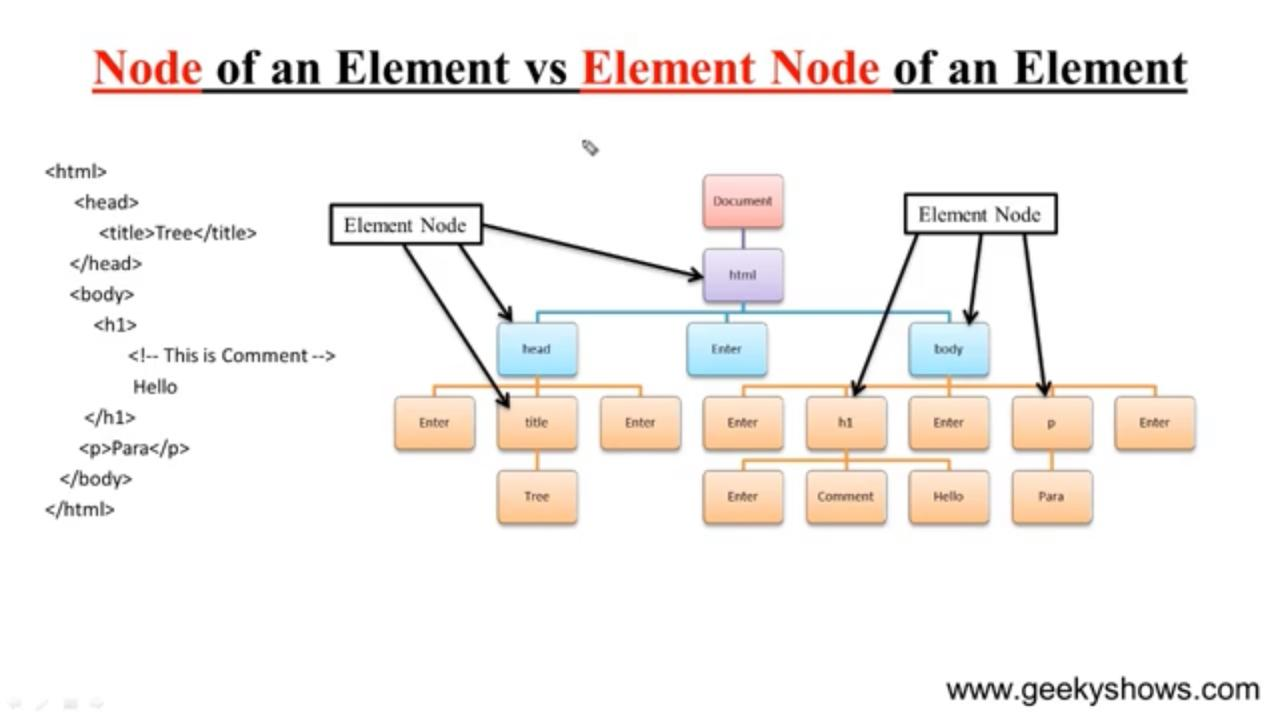 Node of an Element vs Element Node of an Element
<html>
<head>
<title>Tree</title>
</head>
<body>
<h1>
<!-- This is Comment -->
Hello
</h1>
<p>Para</p>
</body>
</html>
Element Node
Element Node
Document
html
head Enter body
Enter title Enter Enter h1 Enter p Enter
Tree Enter Comment Hello Para
www.geekyshows.com